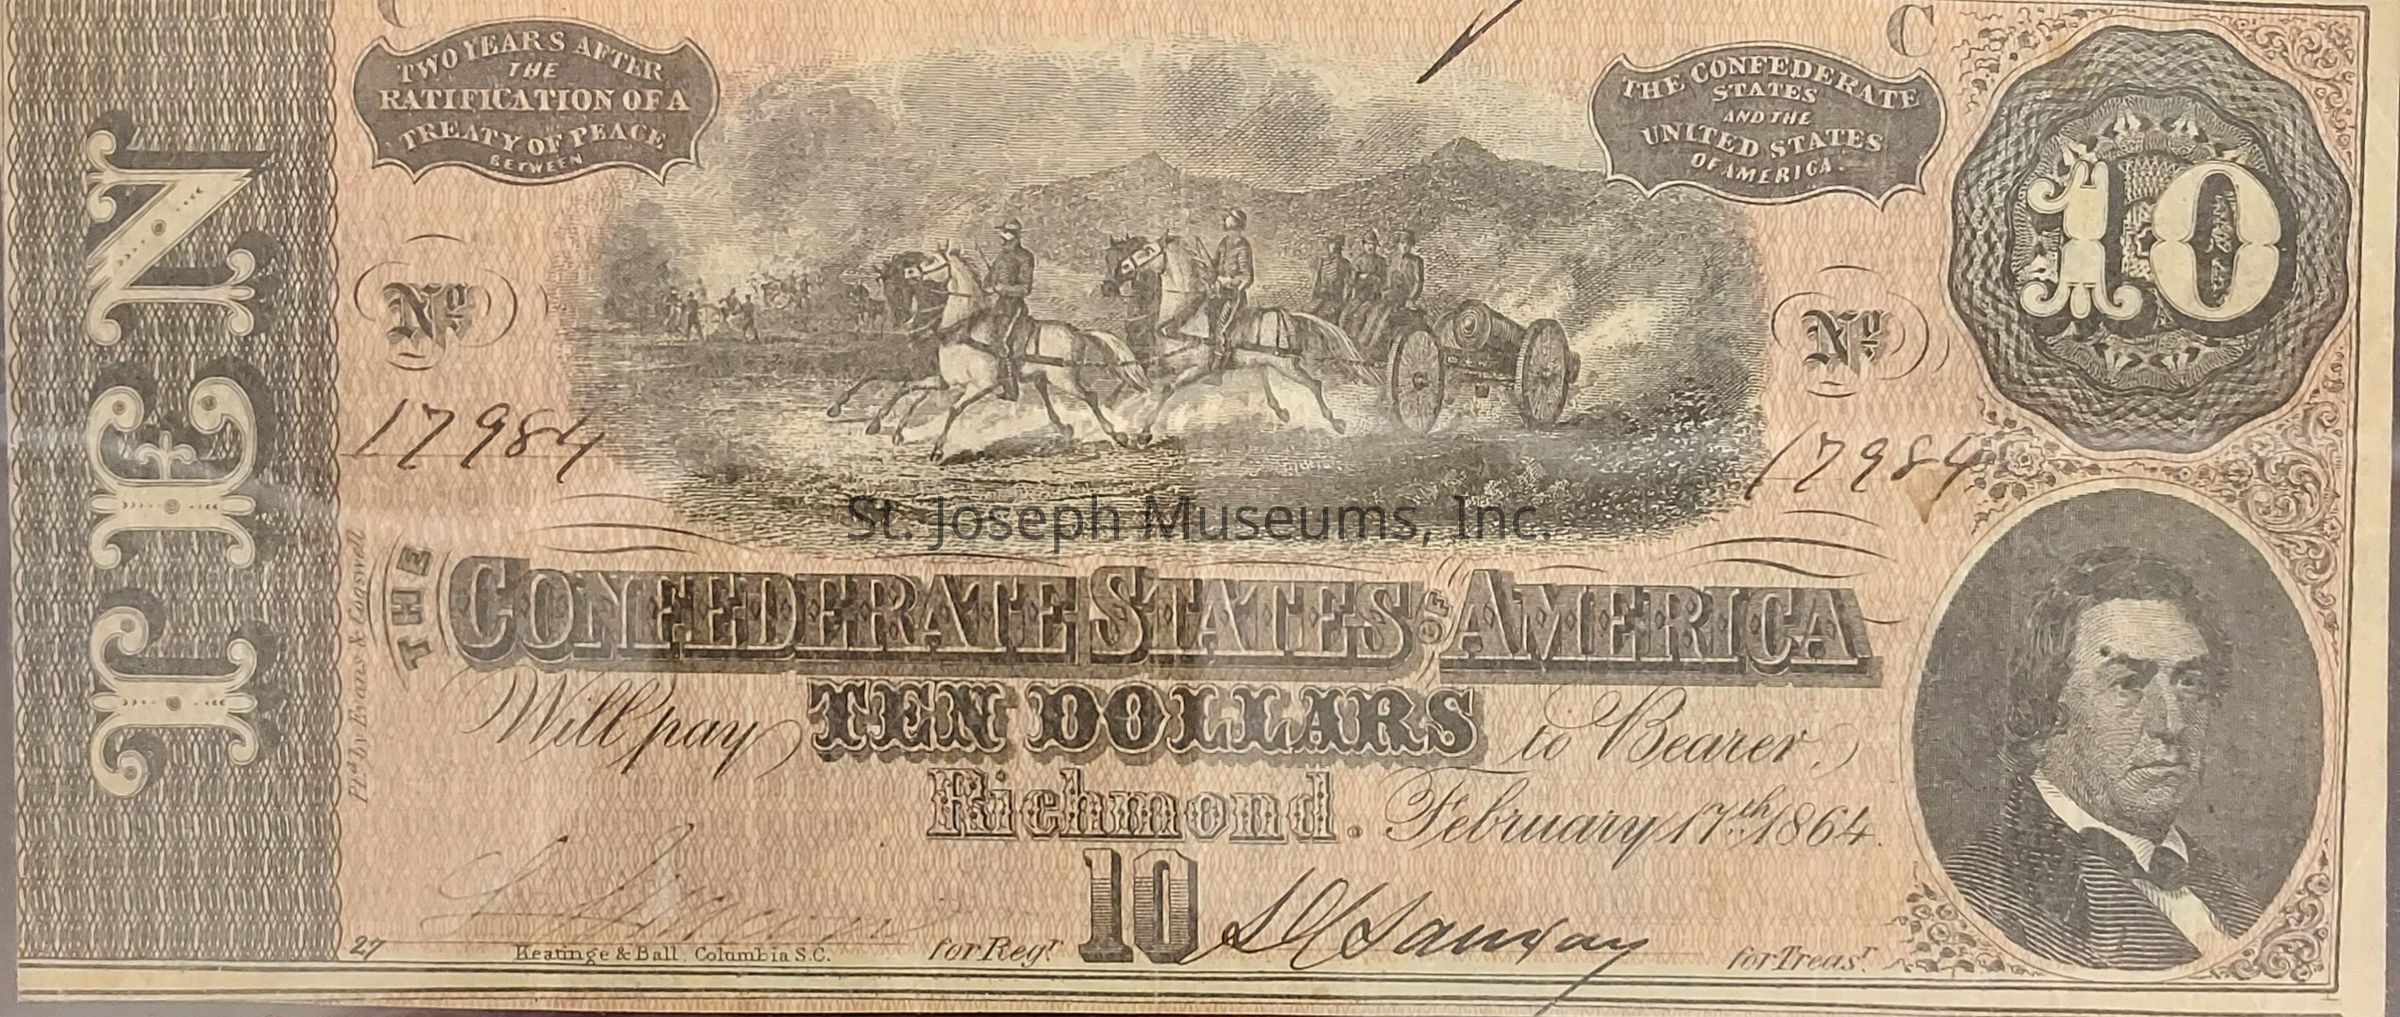 TWO YEARS AFTER
THE
RATIFICATION OF A
TREATY OF PEACE
BETWEEN
THE CONFEDERATE
STATES
AND THE
UNITED STATES
OF AMERICA.
C
10
TEN
No.
No.
17984
17984
St. Joseph Museums, Inc.
THE CONFEDERATE STATES OF AMERICA
Will pay TEN DOLLARS to Bearer
Richmond. February 17th 1864.
Ptd. by Evans & Cogswell
10
27
Keatinge & Ball Columbia S.C.
for Regr.
for Treasr.